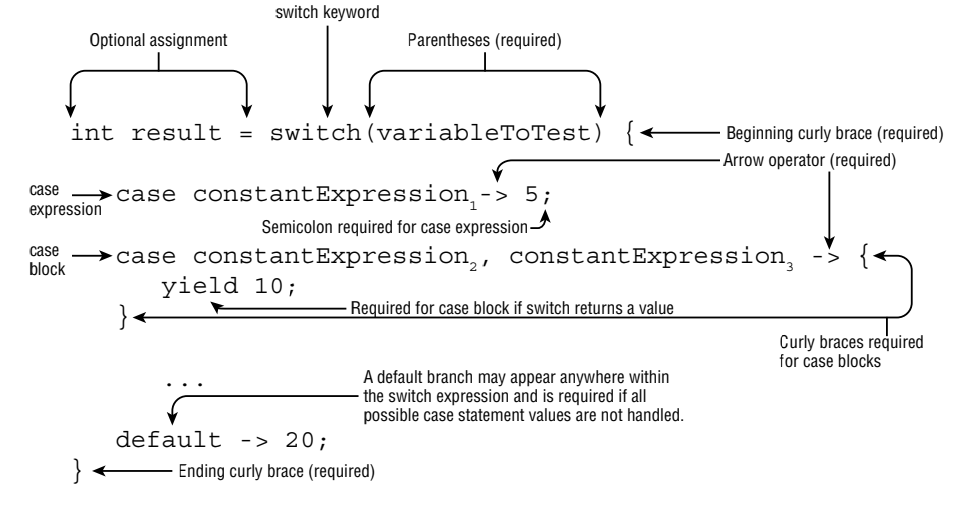 switch keyword
Optional assignment
Parentheses (required)
int result = switch(variableToTest) {
Beginning curly brace (required)
Arrow operator (required)
case
expression
case constantExpression1-> 5;
Semicolon required for case expression
case
block
case constantExpression2, constantExpression3 -> {
yield 10;
Required for case block if switch returns a value
}
Curly braces required
for case blocks
...
A default branch may appear anywhere within
the switch expression and is required if all
possible case statement values are not handled.
default -> 20;
}
Ending curly brace (required)